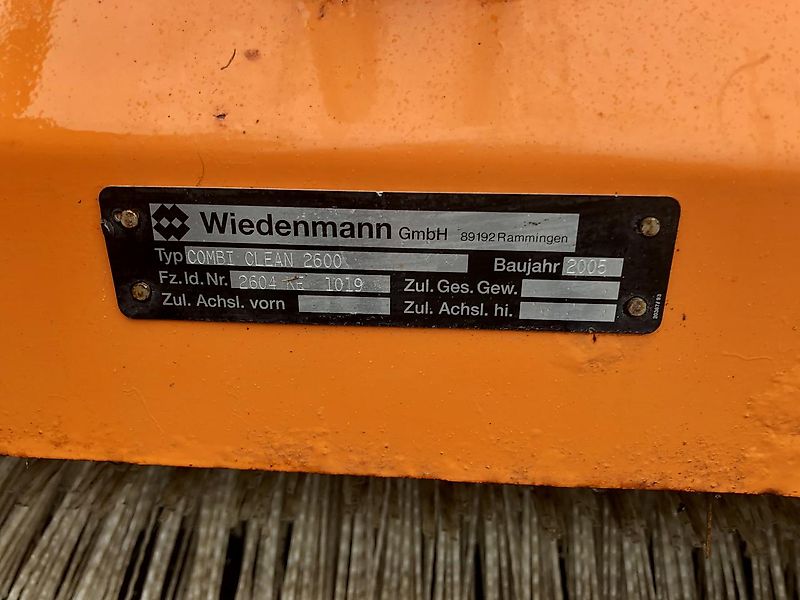 Wiedenmann GmbH 89192 Rammingen
Typ COMBI CLEAN 2600 Baujahr 2005
Fz.Id.Nr. 2604 KE 1019 Zul. Ges. Gew.
Zul. Achsl. vorn Zul. Achsl. hi.